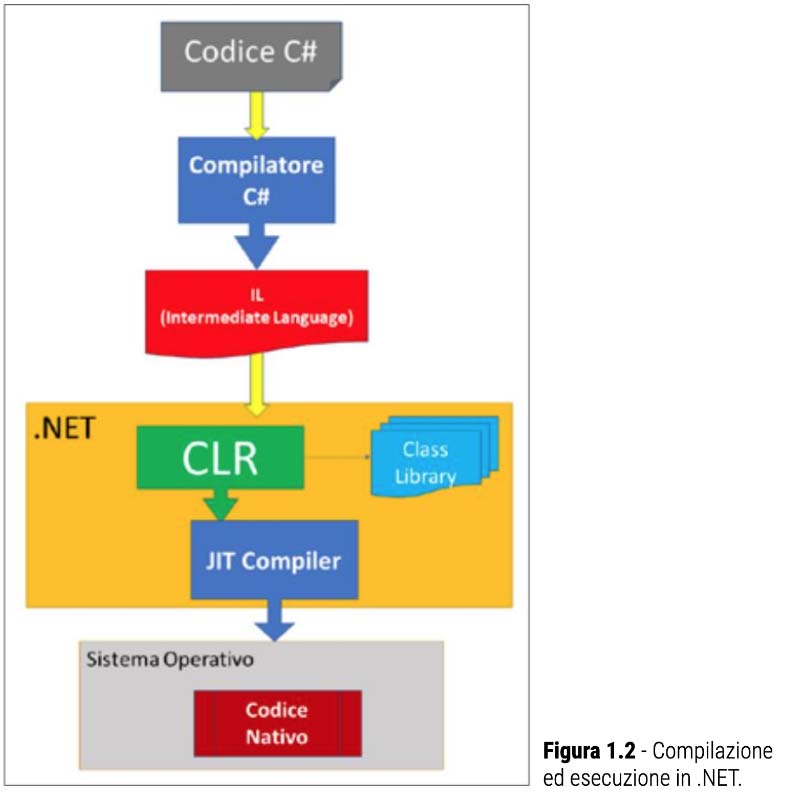 Codice C#
Compilatore
C#
IL
(Intermediate Language)
.NET
CLR
Class
Library
JIT Compiler
Sistema Operativo
Codice
Nativo
Figura 1.2 - Compilazione
ed esecuzione in .NET.